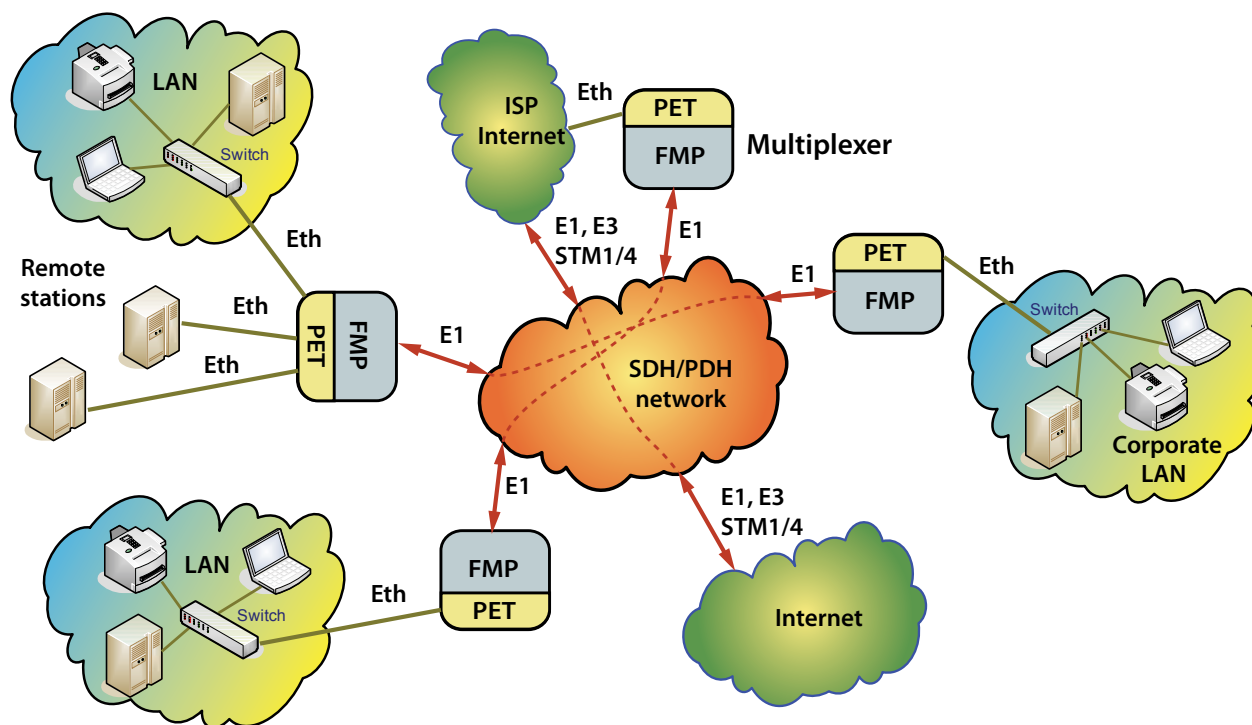 LAN
Switch
Eth
Remote
stations
Eth
Eth
PET
FMP
E1
ISP
Internet
Eth
PET
FMP
Multiplexer
E1, E3
STM1/4
E1
E1
PET
FMP
Eth
Switch
Corporate
LAN
SDH/PDH
network
E1
FMP
PET
Eth
LAN
Switch
E1, E3
STM1/4
Internet